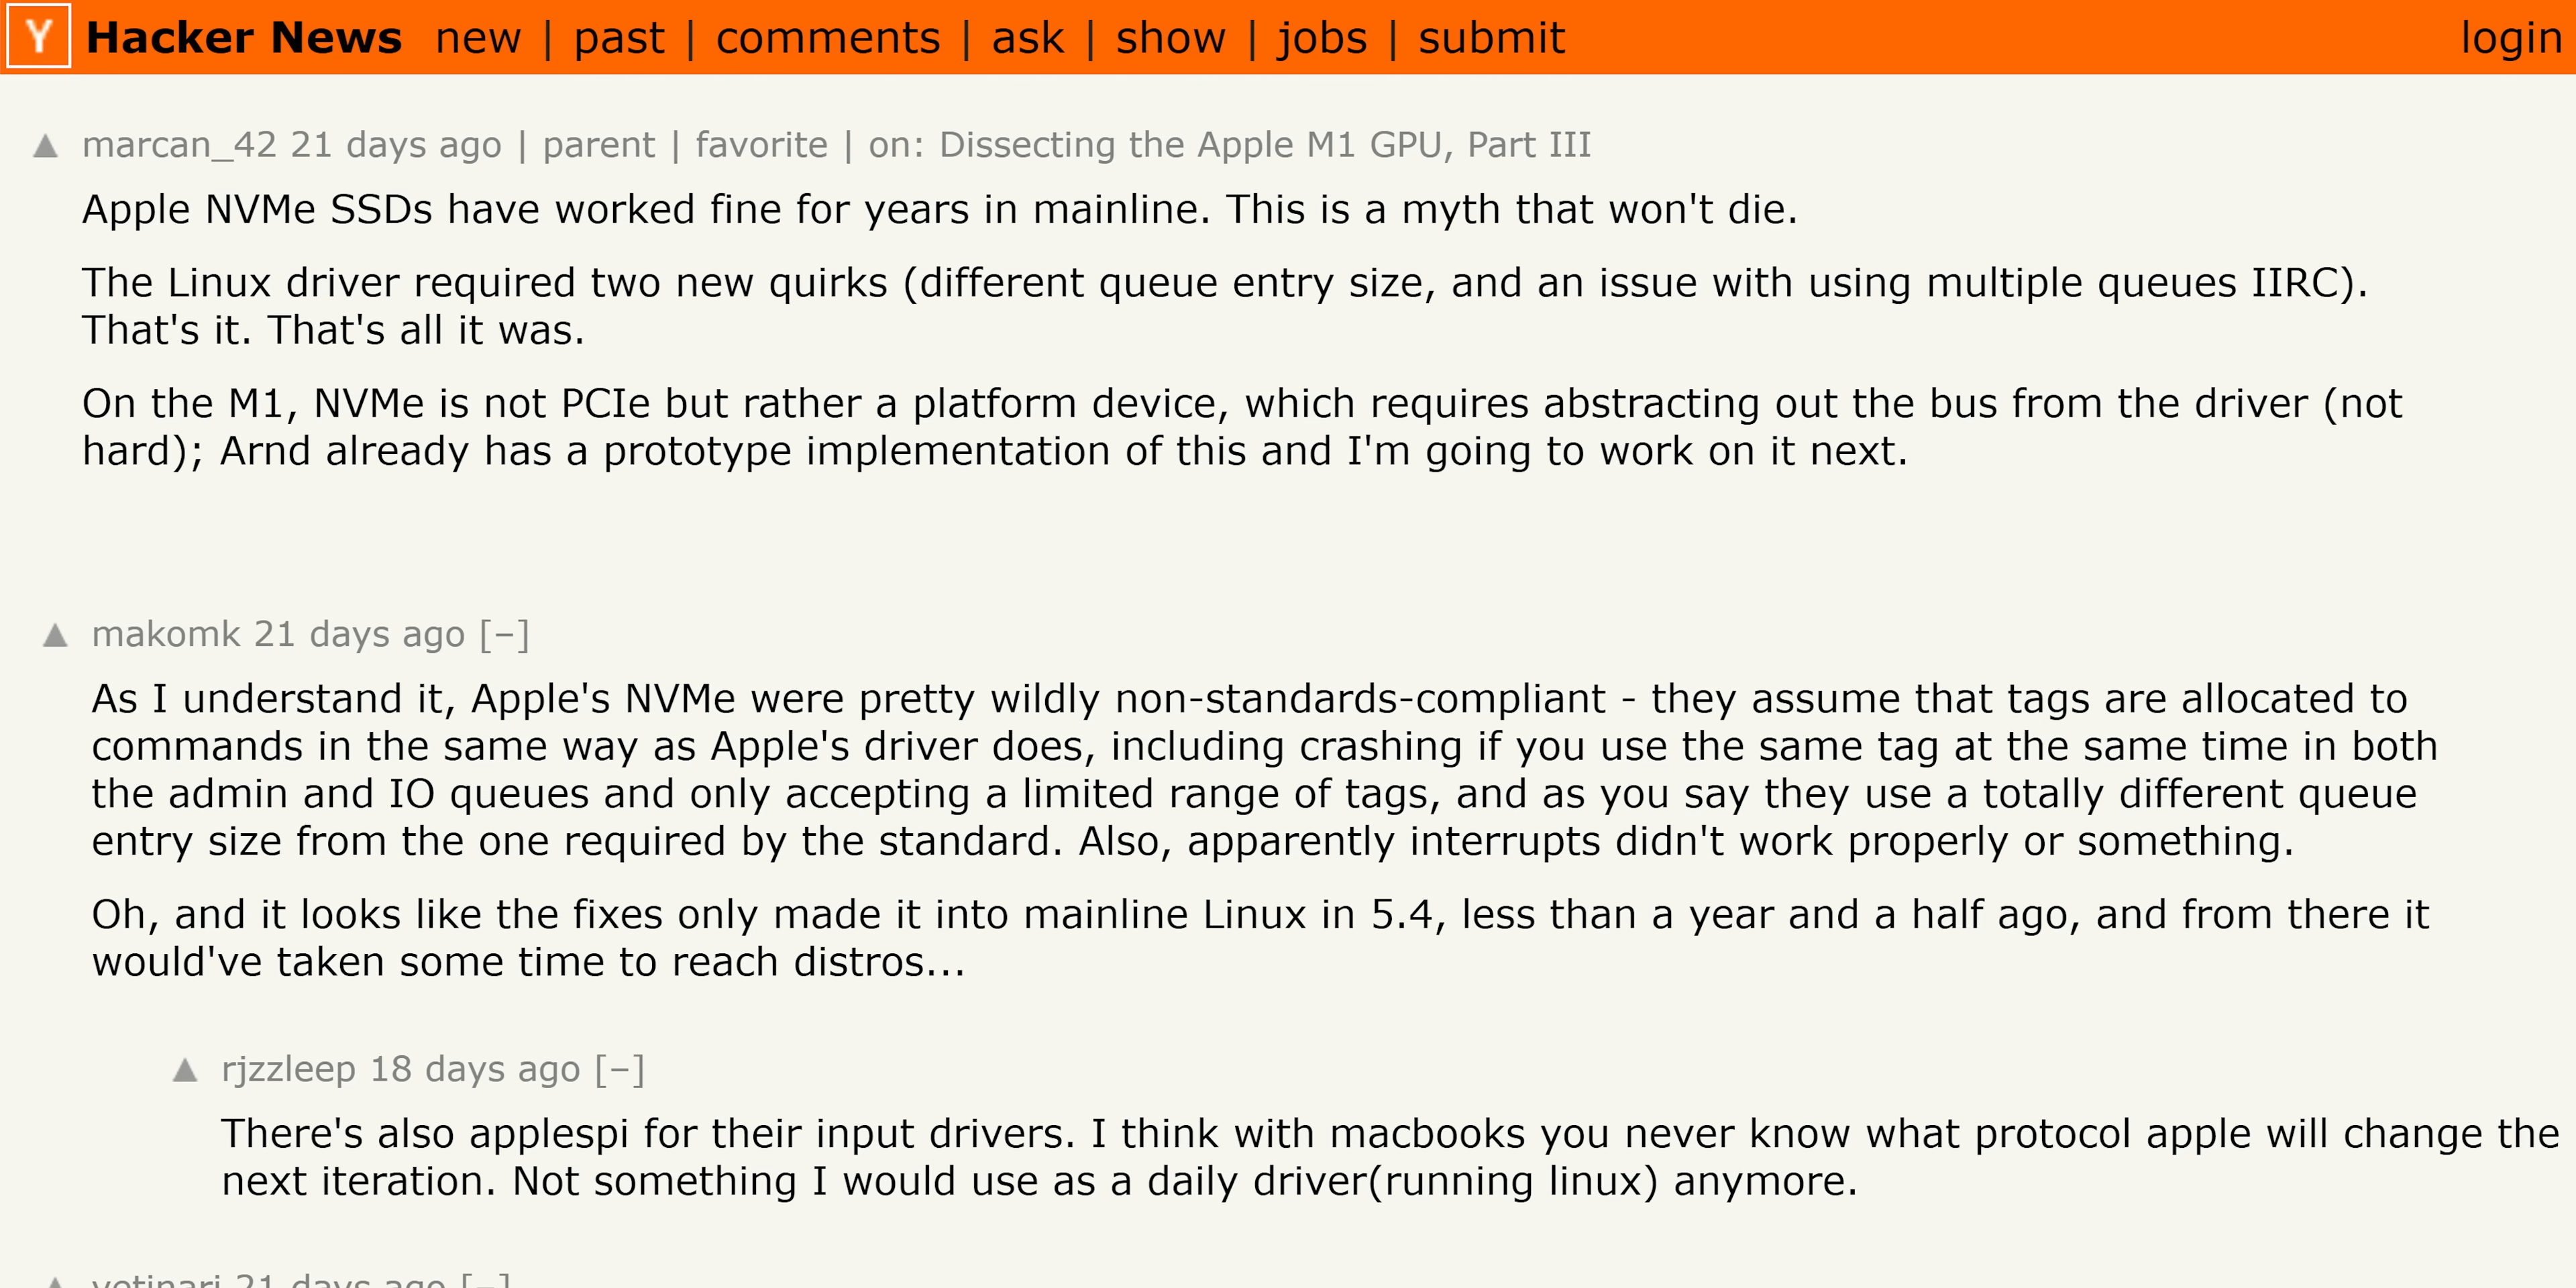 Y Hacker News new | past | comments | ask | show | jobs | submit login
▲ marcan_42 21 days ago | parent | favorite | on: Dissecting the Apple M1 GPU, Part III
Apple NVMe SSDs have worked fine for years in mainline. This is a myth that won't die.
The Linux driver required two new quirks (different queue entry size, and an issue with using multiple queues IIRC).
That's it. That's all it was.
On the M1, NVMe is not PCIe but rather a platform device, which requires abstracting out the bus from the driver (not
hard); Arnd already has a prototype implementation of this and I'm going to work on it next.
▲ makomk 21 days ago [–]
As I understand it, Apple's NVMe were pretty wildly non-standards-compliant - they assume that tags are allocated to
commands in the same way as Apple's driver does, including crashing if you use the same tag at the same time in both
the admin and IO queues and only accepting a limited range of tags, and as you say they use a totally different queue
entry size from the one required by the standard. Also, apparently interrupts didn't work properly or something.
Oh, and it looks like the fixes only made it into mainline Linux in 5.4, less than a year and a half ago, and from there it
would've taken some time to reach distros...
▲ rjzzleep 18 days ago [–]
There's also applespi for their input drivers. I think with macbooks you never know what protocol apple will change the
next iteration. Not something I would use as a daily driver(running linux) anymore.
▲ vetinari 21 days ago [–]